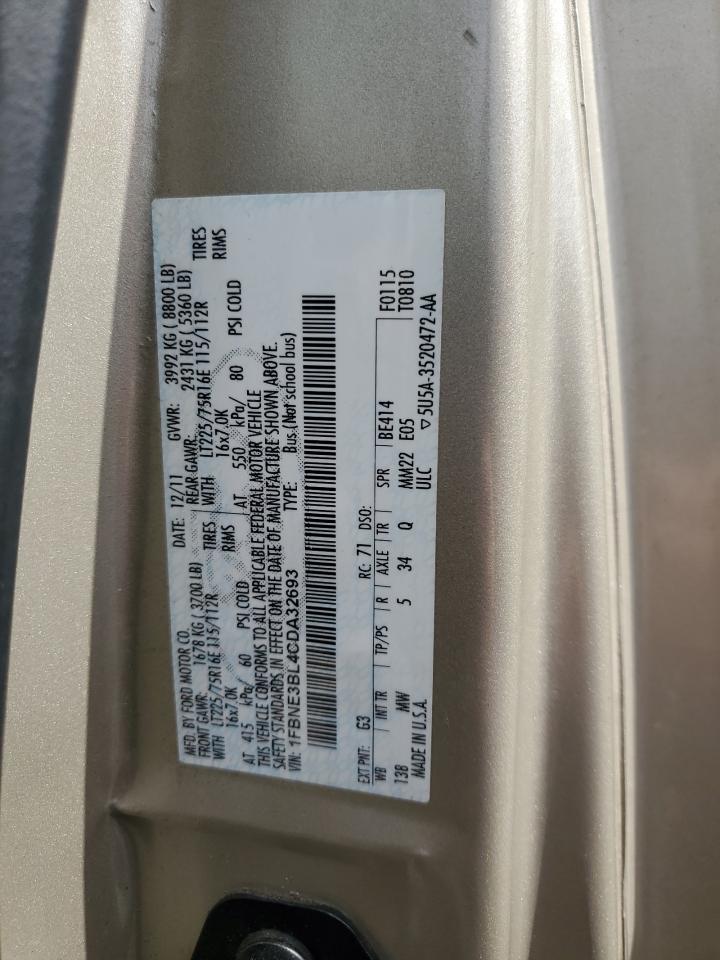 MFD. BY FORD MOTOR CO. DATE: 12/11 GVWR: 3992 KG ( 8800 LB)
FRONT GAWR: 1678 KG ( 3700 LB) REAR GAWR: 2431 KG ( 5360 LB)
WITH LT225/75R16E 115/112R TIRES WITH LT225/75R16E 115/112R TIRES
16x7.0K RIMS 16x7.0K RIMS
AT 415 kPa/ 60 PSI COLD AT 550 kPa/ 80 PSI COLD
THIS VEHICLE CONFORMS TO ALL APPLICABLE FEDERAL MOTOR VEHICLE
SAFETY STANDARDS IN EFFECT ON THE DATE OF MANUFACTURE SHOWN ABOVE.
VIN: 1FBNE3BL4CDA32693 TYPE: Bus (Not school bus)
EXT PNT: G3 RC: 71 DSO: F0115
WB INT TR TP/PS R AXLE TR SPR BE414 T0810
138 MW 5 34 Q MM22 E05
MADE IN U.S.A. ULC ▽5U5A-3520472-AA